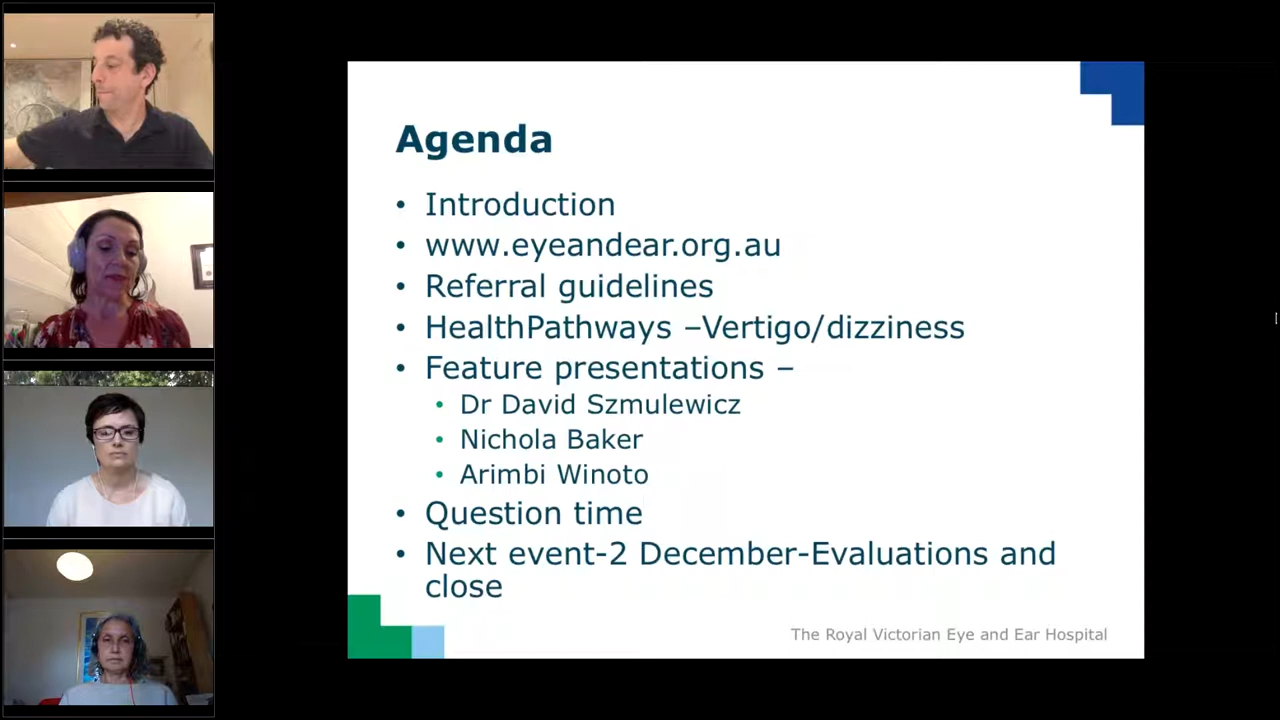 Agenda
• Introduction
• www.eyeandear.org.au
• Referral guidelines
• HealthPathways –Vertigo/dizziness
• Feature presentations –
• Dr David Szmulewicz
• Nichola Baker
• Arimbi Winoto
• Question time
• Next event-2 December-Evaluations and
close
The Royal Victorian Eye and Ear Hospital